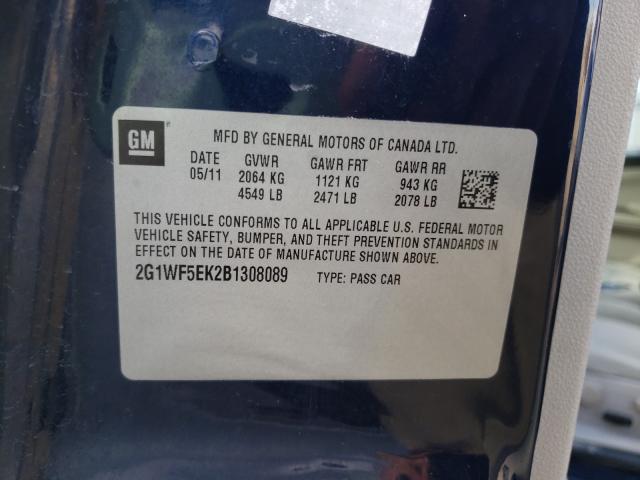 GM
MFD BY GENERAL MOTORS OF CANADA LTD.
DATE GVWR GAWR FRT GAWR RR
05/11 2064 KG 1121 KG 943 KG
4549 LB 2471 LB 2078 LB
THIS VEHICLE CONFORMS TO ALL APPLICABLE U.S. FEDERAL MOTOR
VEHICLE SAFETY, BUMPER, AND THEFT PREVENTION STANDARDS IN
EFFECT ON THE DATE OF MANUFACTURE SHOWN ABOVE.
2G1WF5EK2B1308089 TYPE: PASS CAR